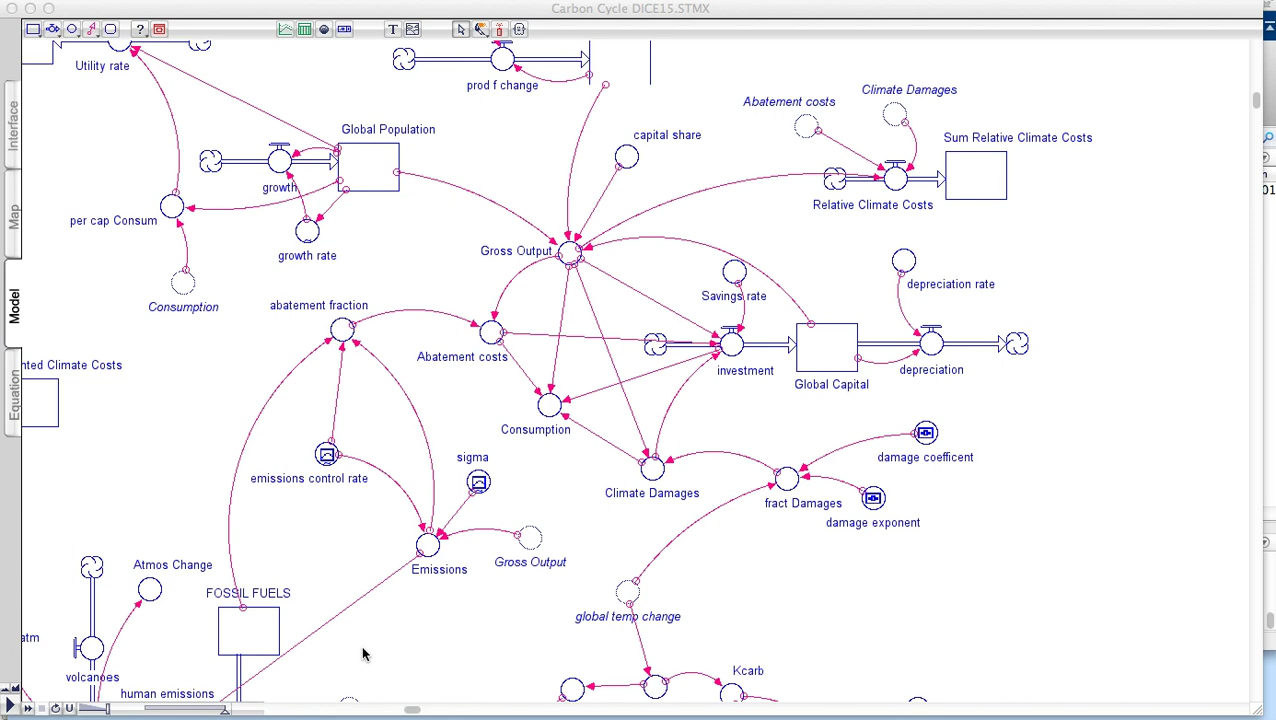 Carbon Cycle DICE15.STMX
?
T
Interface
Map
Model
Equation
Utility rate
prod f change
Abatement costs
Climate Damages
Global Population
capital share
Sum Relative Climate Costs
growth
Relative Climate Costs
per cap Consum
growth rate
Gross Output
Savings rate
depreciation rate
Consumption
abatement fraction
Abatement costs
investment
Global Capital
depreciation
nted Climate Costs
Consumption
damage coefficent
sigma
emissions control rate
Climate Damages
fract Damages
damage exponent
Emissions
Gross Output
Atmos Change
FOSSIL FUELS
global temp change
atm
volcanoes
human emissions
Kcarb
01